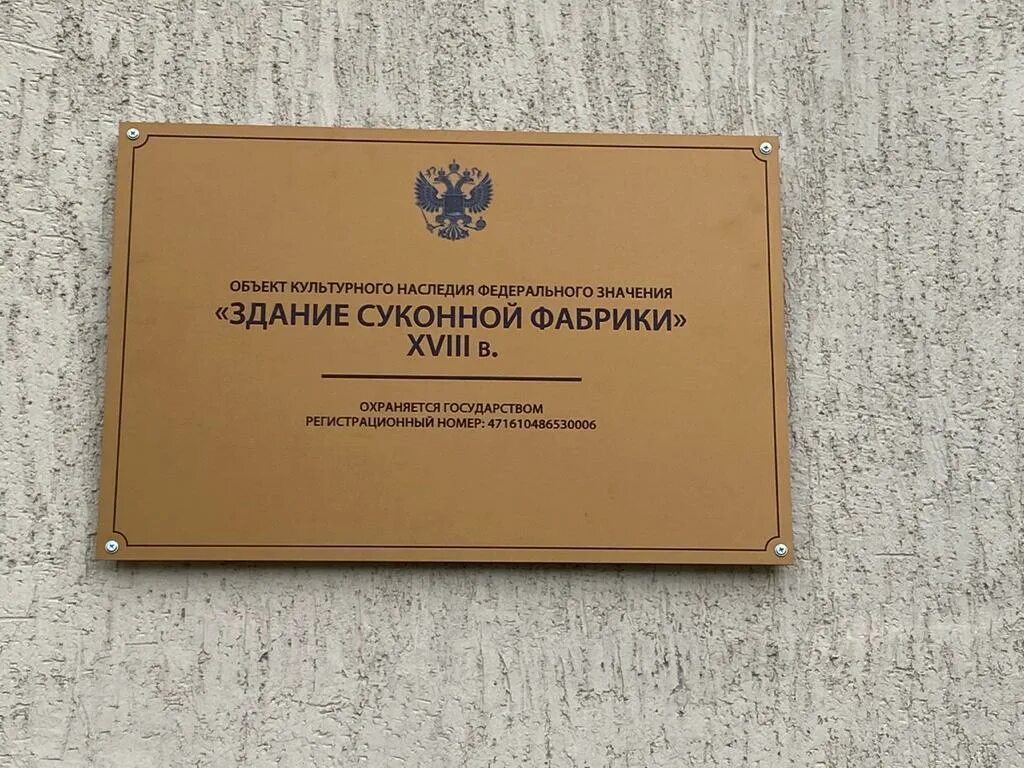 ОБЪЕКТ КУЛЬТУРНОГО НАСЛЕДИЯ ФЕДЕРАЛЬНОГО ЗНАЧЕНИЯ
«ЗДАНИЕ СУКОННОЙ ФАБРИКИ»
XVIII в.
ОХРАНЯЕТСЯ ГОСУДАРСТВОМ
РЕГИСТРАЦИОННЫЙ НОМЕР: 471610486530006